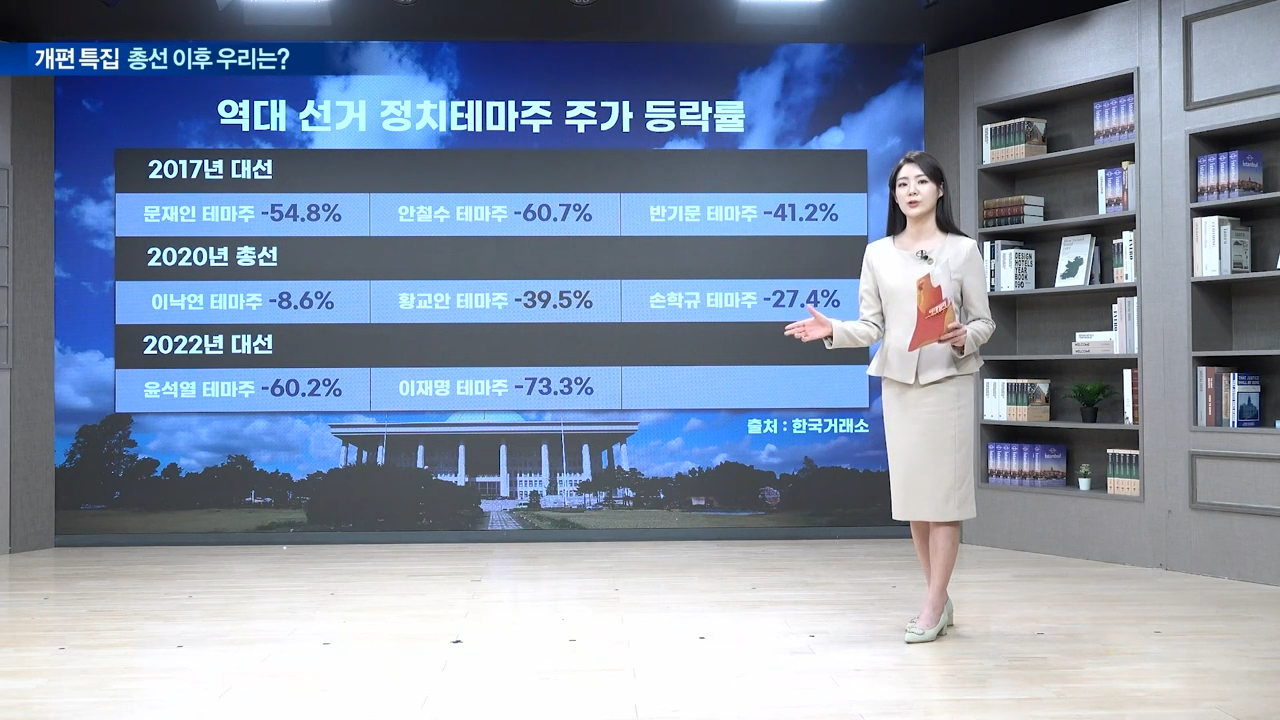 개편 특집 총선 이후 우리는?
역대 선거 정치테마주 주가 등락률
2017년 대선
문재인 테마주 -54.8% 안철수 테마주 -60.7% 반기문 테마주 -41.2%
2020년 총선
이낙연 테마주 -8.6% 황교안 테마주 -39.5% 손학규 테마주 -27.4%
2022년 대선
윤석열 테마주 -60.2% 이재명 테마주 -73.3%
출처 : 한국거래소
DESIGN
HOTELS
YEAR
BOOK